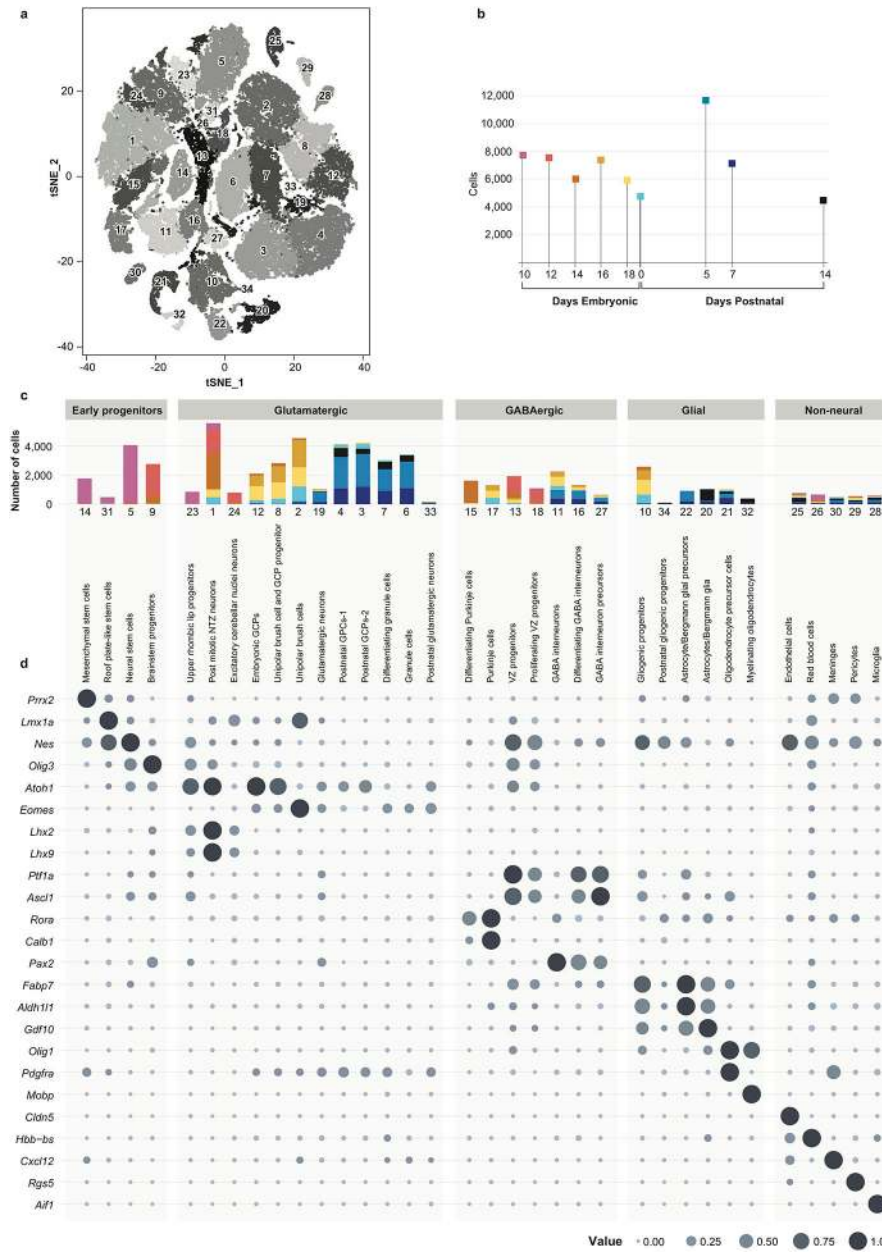 a
tSNE_2
20
0
-20
-40
-40
-20
0
20
40
tSNE_1
25
5
29
23
28
24
9
2
31
26
18
1
8
13
14
12
15
6
7
33
19
17
16
11
27
3
4
30
21
10
34
32
20
22
b
Cells
12,000
10,000
8,000
6,000
4,000
2,000
10 12 14 16 18 0 5 7 14
Days Embryonic Days Postnatal
c
Early progenitors Glutamatergic GABAergic Glial Non-neural
Number of cells
4,000
2,000
0
14 31 5 9 23 1 24 12 8 2 19 4 3 7 6 33 15 17 13 18 11 16 27 10 34 22 20 21 32 25 26 30 29 28
Mesenchymal stem cells
Roof plate-like stem cells
Neural stem cells
Brainstem progenitors
Upper rhombic lip progenitors
Post mitotic NTZ neurons
Excitatory cerebellar nuclei neurons
Embryonic GCPs
Unipolar brush cell and GCP progenitor
Unipolar brush cells
Glutamatergic neurons
Postnatal GPCs-1
Postnatal GCPs-2
Differentiating granule cells
Granule cells
Postnatal glutamatergic neurons
Differentiating Purkinje cells
Purkinje cells
VZ progenitors
Proliferating VZ progenitors
GABA interneurons
Differentiating GABA interneurons
GABA interneuron precursors
Gliogenic progenitors
Postnatal gliogenic progenitors
Astrocyte/Bergmann glial precursors
Astrocytes/Bergmann glia
Oligodendrocyte precursor cells
Myelinating oligodendrocytes
Endothelial cells
Red blood cells
Meninges
Pericytes
Microglia
d
Prrx2
Lmx1a
Nes
Olig3
Atoh1
Eomes
Lhx2
Lhx9
Ptf1a
Ascl1
Rora
Calb1
Pax2
Fabp7
Aldh1l1
Gdf10
Olig1
Pdgfra
Mobp
Cldn5
Hbb-bs
Cxcl12
Rgs5
Aif1
Value 0.00 0.25 0.50 0.75 1.0